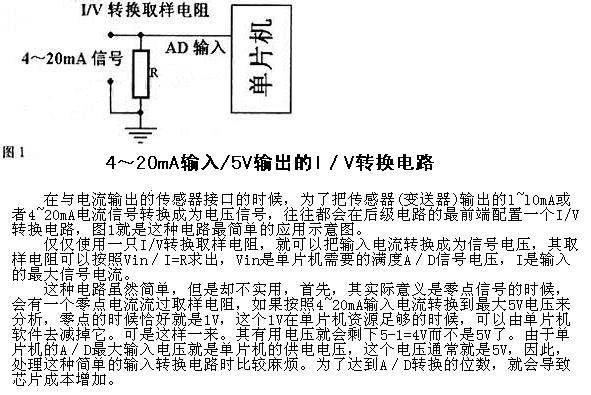 I/V 转换取样电阻
4～20mA 信号
R
AD 输入
单片机
图1
4～20mA输入/5V输出的I／V转换电路
在与电流输出的传感器接口的时候，为了把传感器(变送器)输出的1~10mA或
者4~20mA电流信号转换成为电压信号，往往都会在后级电路的最前端配置一个I/V
转换电路，图1就是这种电路最简单的应用示意图。
仅仅使用一只I/V转换取样电阻，就可以把输入电流转换成为信号电压，其取
样电阻可以按照Vin／I=R求出，Vin是单片机需要的满度A／D信号电压，I是输入
的最大信号电流。
这种电路虽然简单，但是却不实用，首先，其实际意义是零点信号的时候，
会有一个零点电流流过取样电阻，如果按照4~20mA输入电流转换到最大5V电压来
分析，零点的时候恰好就是1V，这个1V在单片机资源足够的时候，可以由单片机
软件去减掉它。可是这样一来。其有用电压就会剩下5-1=4V而不是5V了。由于单
片机的A／D最大输入电压就是单片机的供电电压，这个电压通常就是5V，因此，
处理这种简单的输入转换电路时比较麻烦。为了达到A／D转换的位数，就会导致
芯片成本增加。